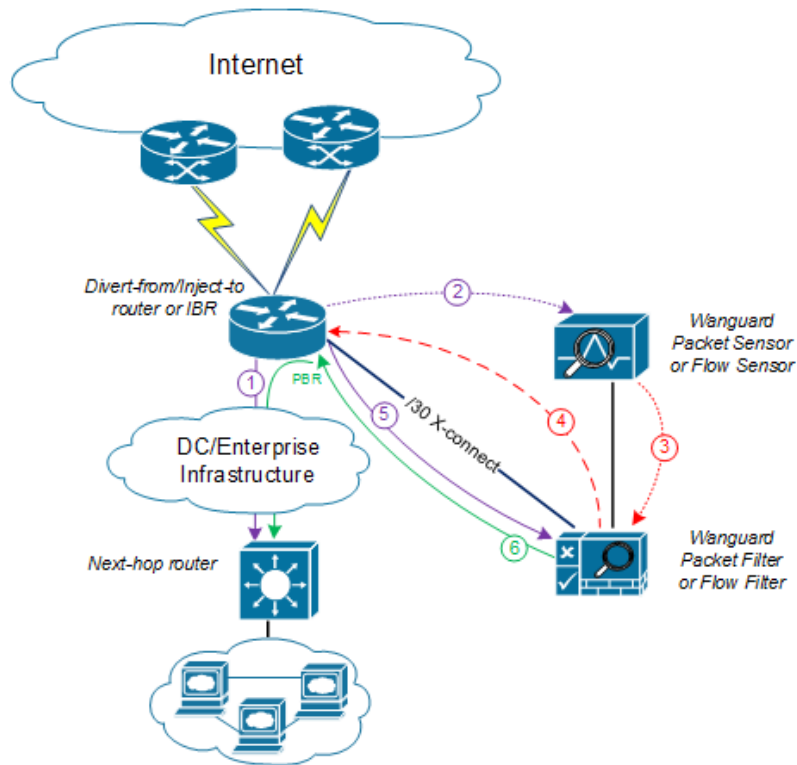 Internet
Divert-from/Inject-to
router or IBR
2
Wanguard
Packet Sensor
or Flow Sensor
1
PBR
5
/30 X-connect
4
3
DC/Enterprise
Infrastructure
6
Next-hop router
Wanguard
Packet Filter
or Flow Filter